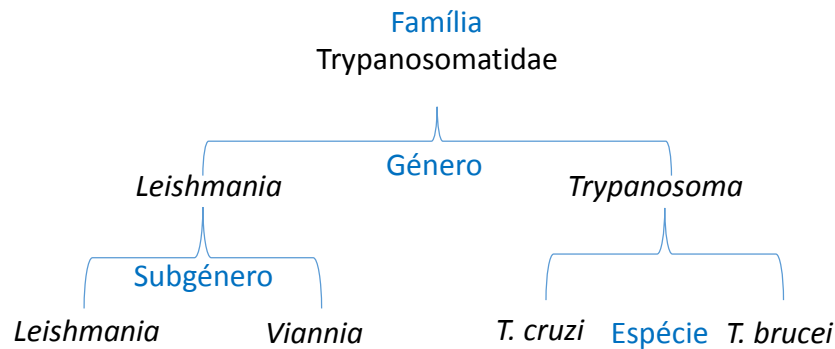 Família
Trypanosomatidae
Género
Leishmania Trypanosoma
Subgénero
Leishmania Viannia T. cruzi Espécie T. brucei